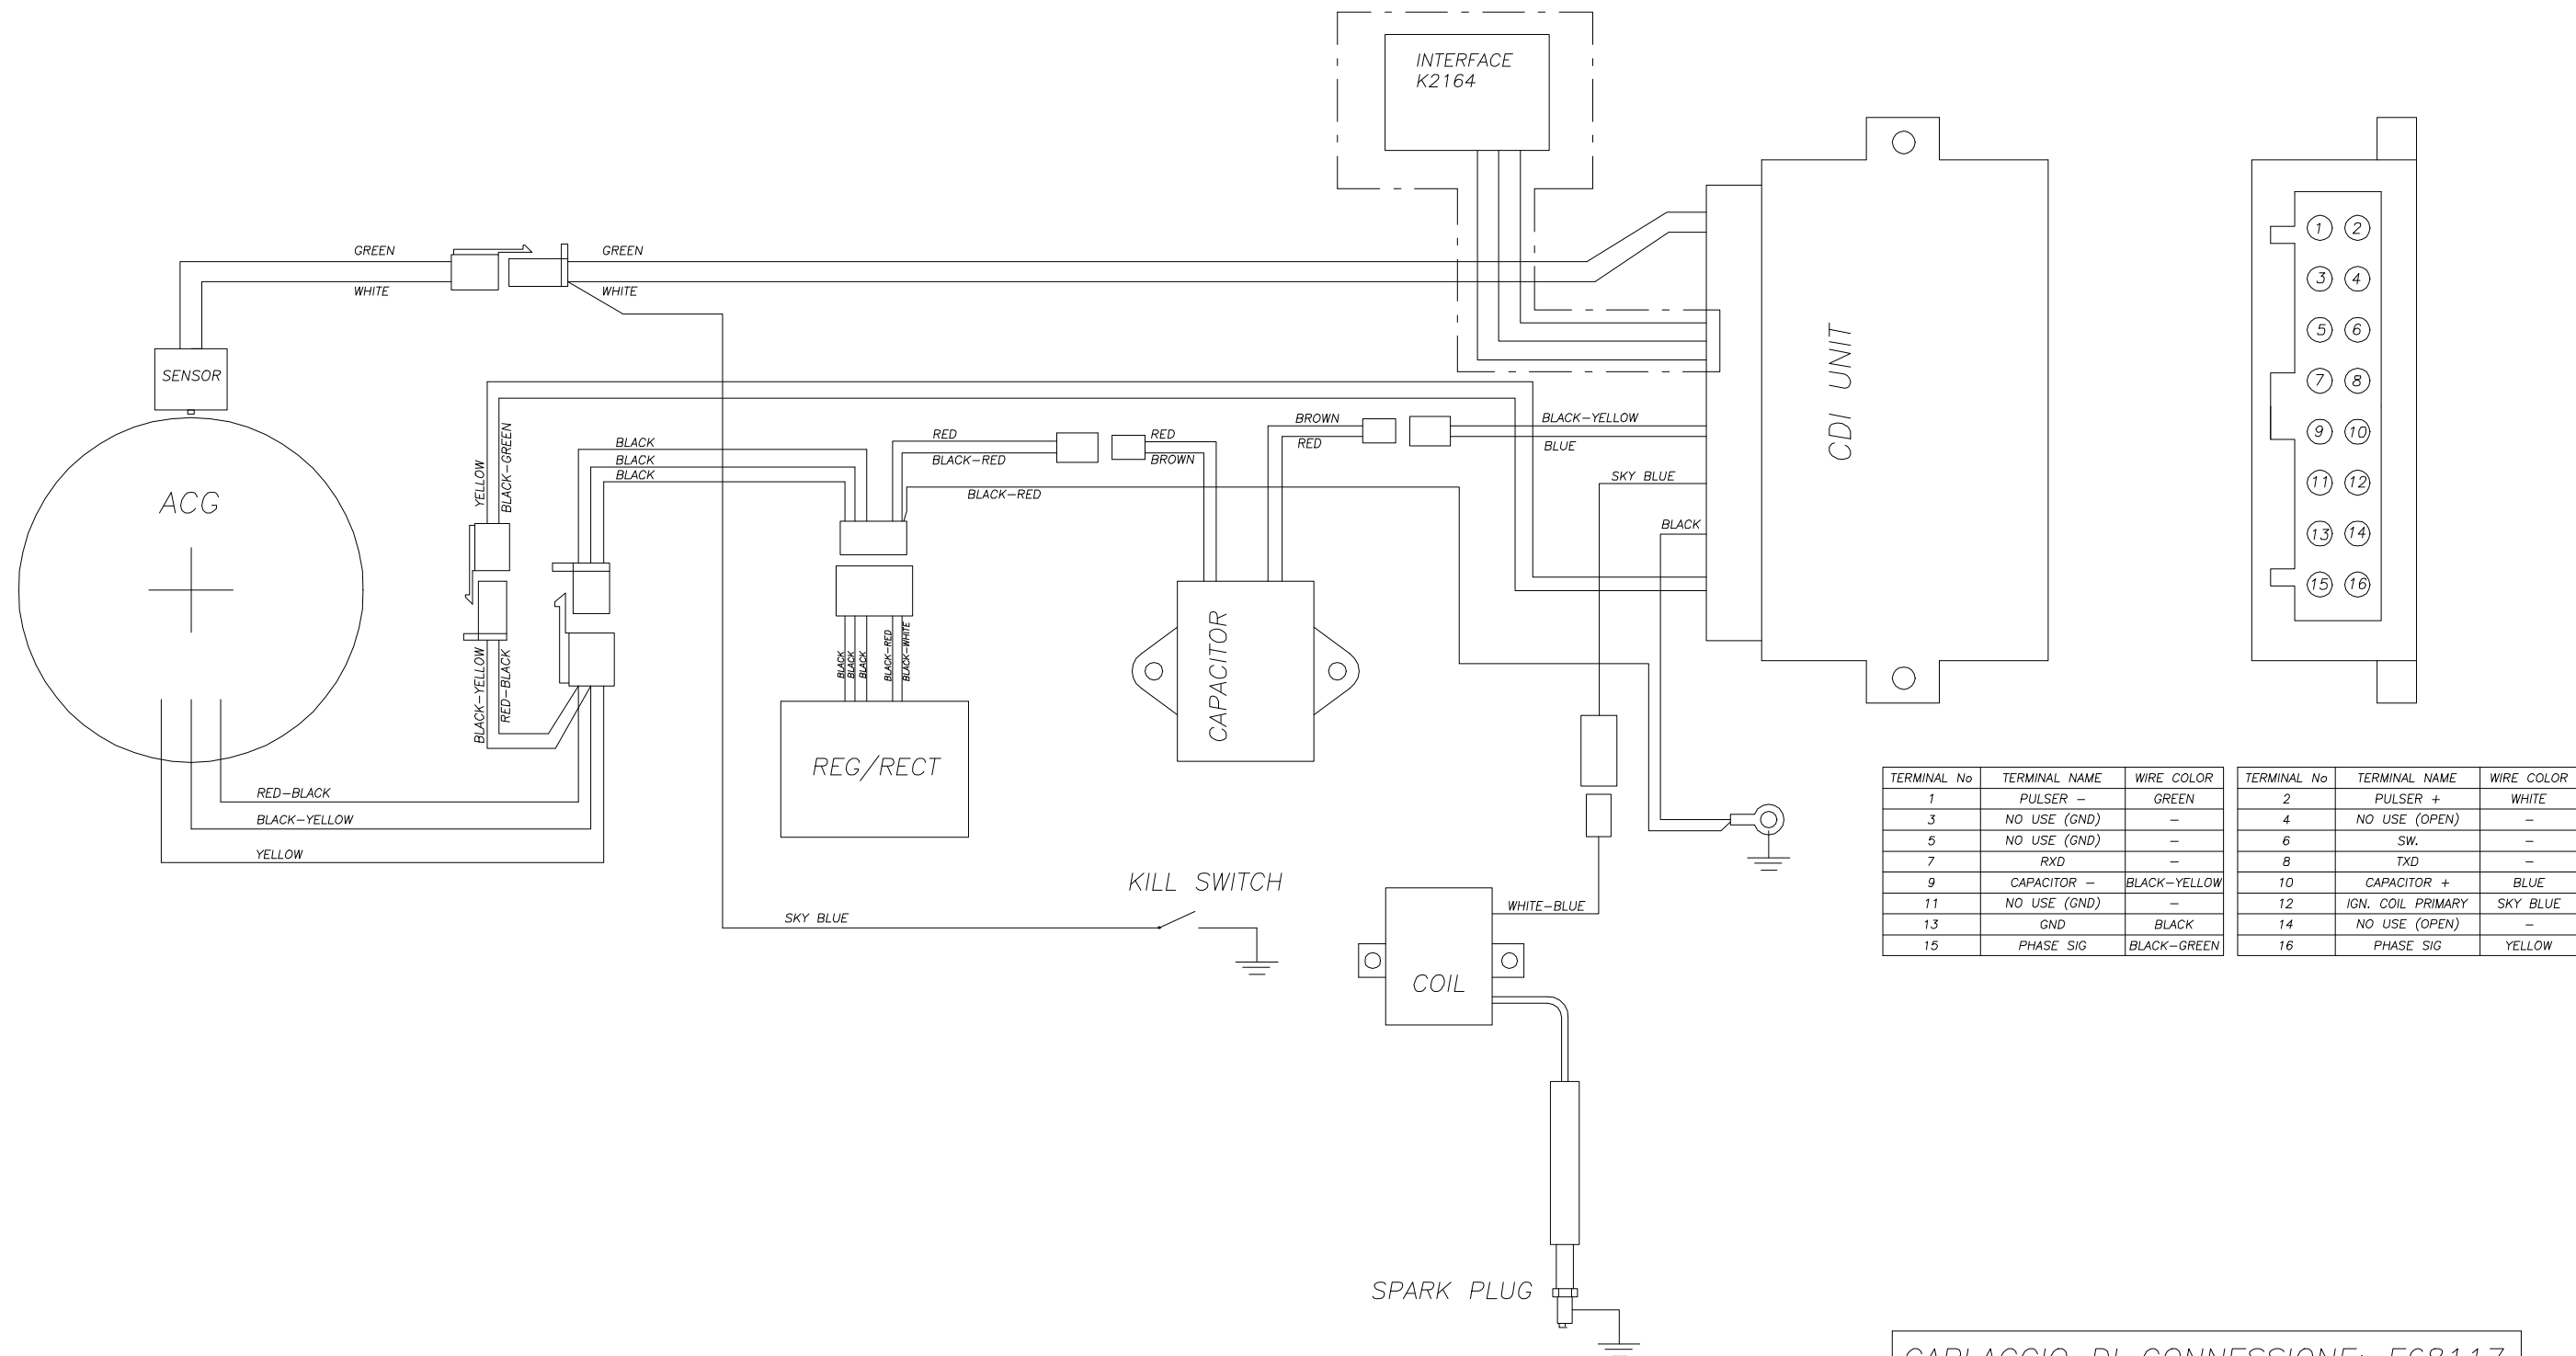 INTERFACE
K2164
GREEN
GREEN
WHITE
WHITE
SENSOR
ACG
YELLOW
BLACK-GREEN
BLACK
BLACK
BLACK
RED
BLACK-RED
RED
BROWN
BLACK-RED
BROWN
RED
BLACK-YELLOW
BLUE
SKY BLUE
BLACK
CDI UNIT
1 2
3 4
5 6
7 8
9 10
11 12
13 14
15 16
BLACK-YELLOW
RED-BLACK
BLACK
BLACK
BLACK
BLACK-RED
BLACK-WHITE
REG/RECT
CAPACITOR
RED-BLACK
BLACK-YELLOW
YELLOW
KILL SWITCH
SKY BLUE
WHITE-BLUE
COIL
SPARK PLUG
TERMINAL No TERMINAL NAME WIRE COLOR
1 PULSER - GREEN
3 NO USE (GND) -
5 NO USE (GND) -
7 RXD -
9 CAPACITOR - BLACK-YELLOW
11 NO USE (GND) -
13 GND BLACK
15 PHASE SIG BLACK-GREEN
TERMINAL No TERMINAL NAME WIRE COLOR
2 PULSER + WHITE
4 NO USE (OPEN) -
6 SW. -
8 TXD -
10 CAPACITOR + BLUE
12 IGN. COIL PRIMARY SKY BLUE
14 NO USE (OPEN) -
16 PHASE SIG YELLOW
DI CONNESSIONE: